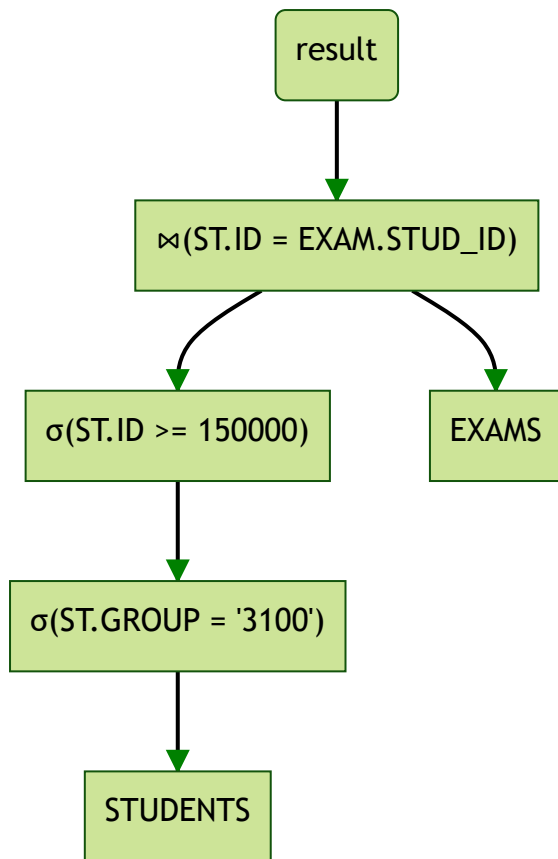 result
⋈(ST.ID = EXAM.STUD_ID)
σ(ST.ID >= 150000)
EXAMS
σ(ST.GROUP = '3100')
STUDENTS